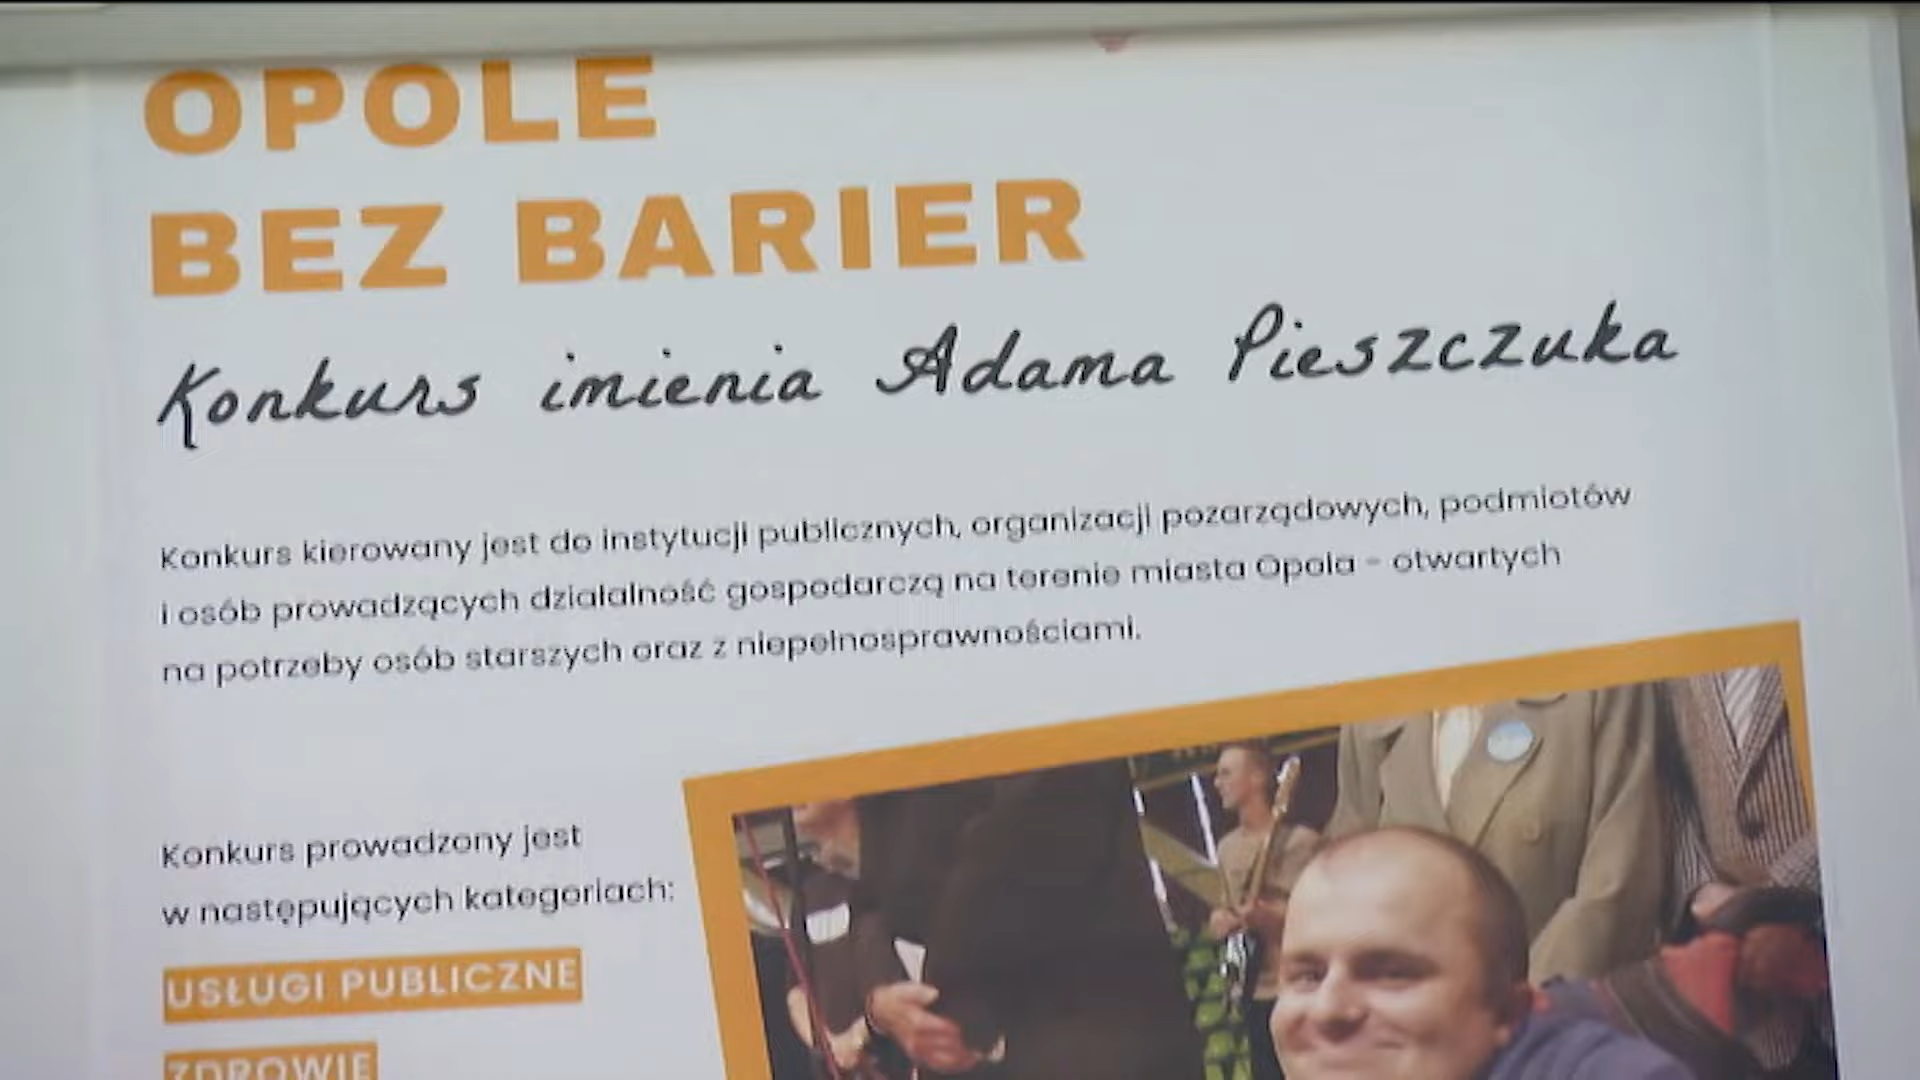 OPOLE
BEZ BARIER
Konkurs imienia Adama Pieszczuka
Konkurs kierowany jest do instytucji publicznych, organizacji pozarządowych, podmiotów
i osób prowadzących działalność gospodarczą na terenie miasta Opola - otwartych
na potrzeby osób starszych oraz z niepełnosprawnościami.
Konkurs prowadzony jest
w następujących kategoriach:
USŁUGI PUBLICZNE
ZDROWIE